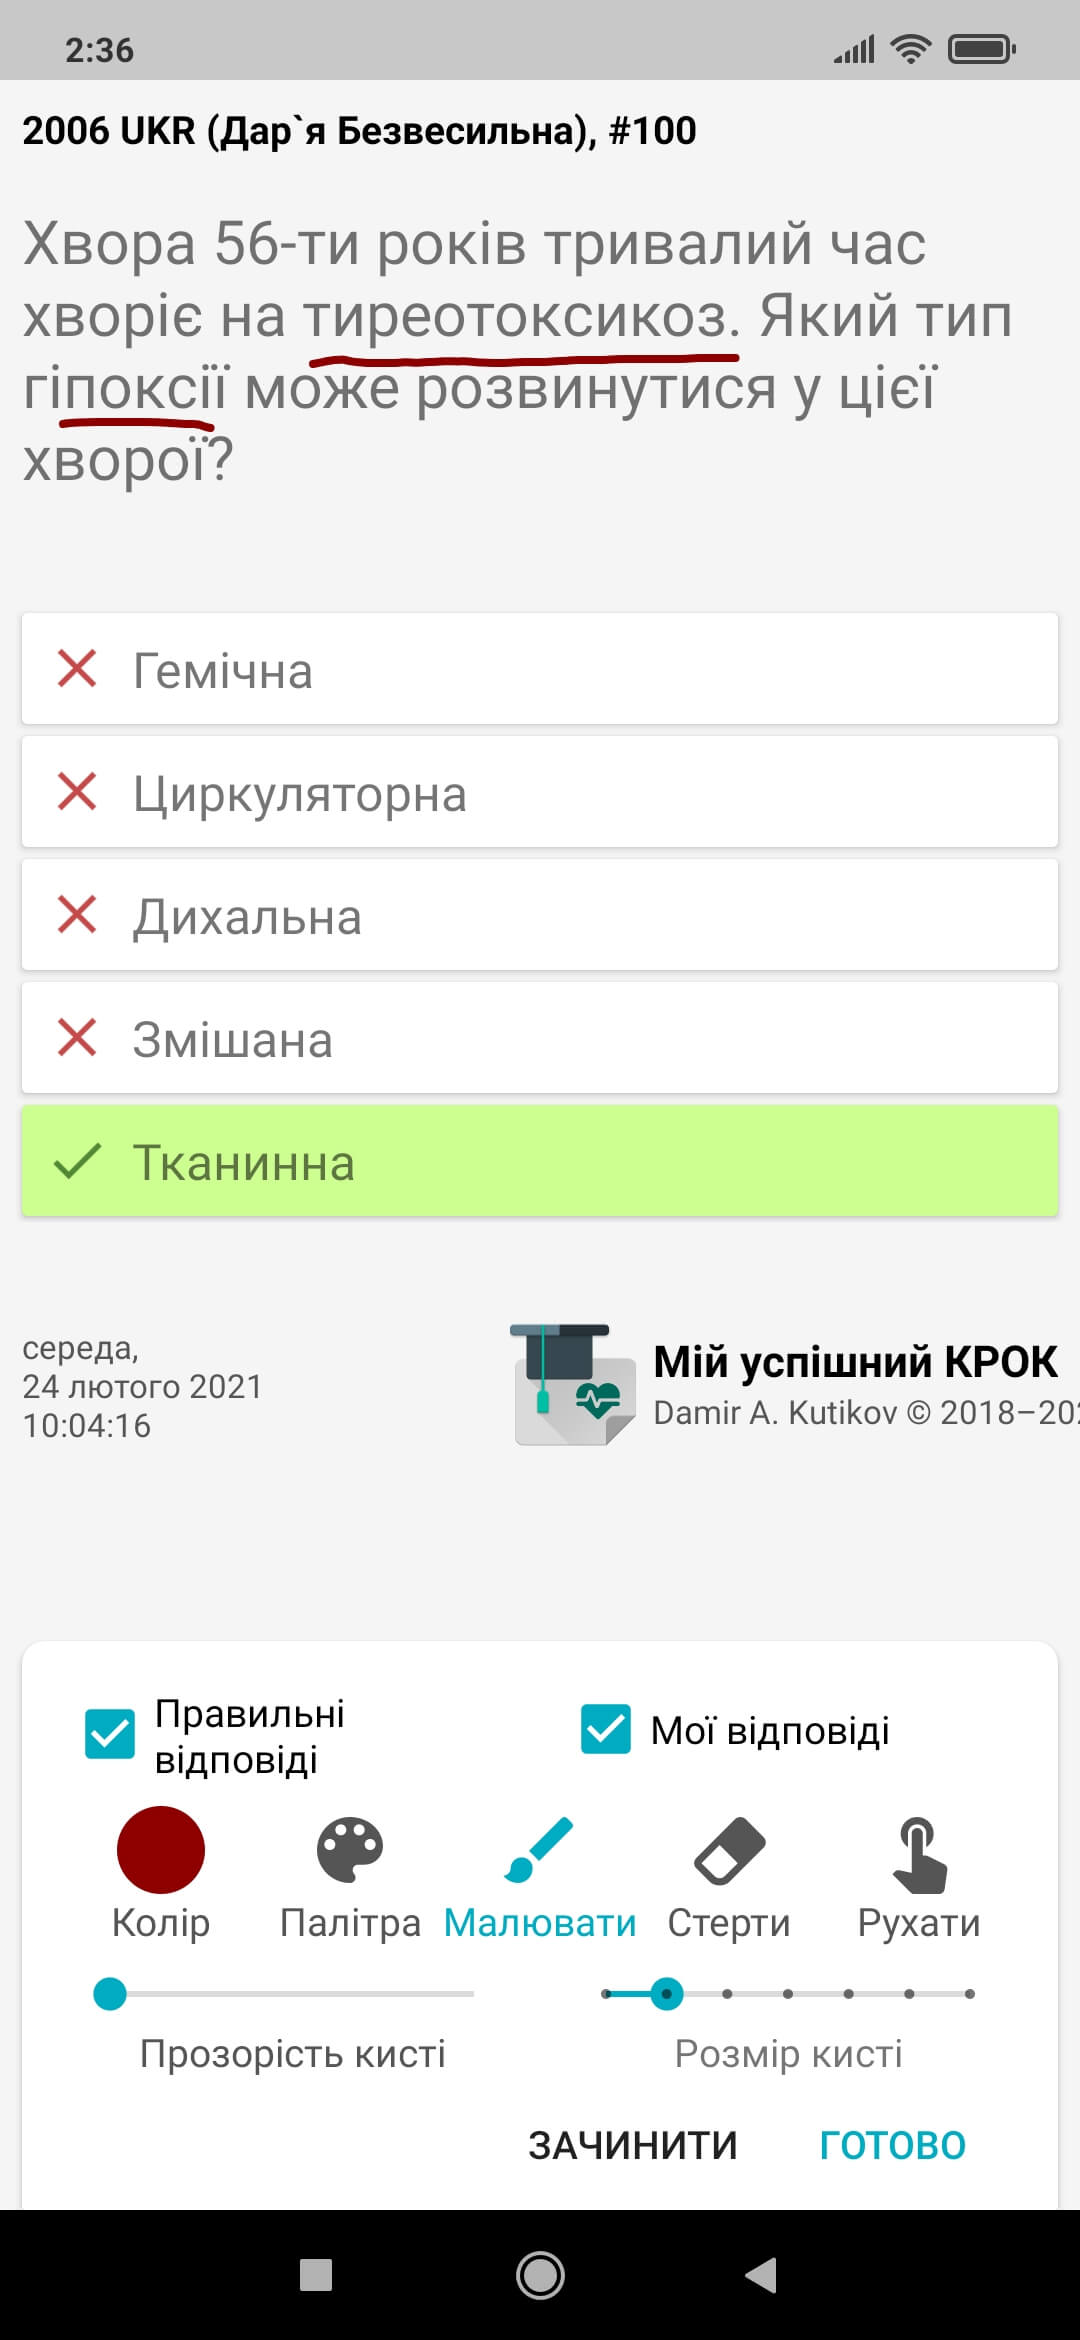 2:36
2006 UKR (Дар`я Безвесильна), #100
Хвора 56-ти років тривалий час
хворіє на тиреотоксикоз. Який тип
гіпоксії може розвинутися у цієї
хворої?
Гемічна
Циркуляторна
Дихальна
Змішана
Тканинна
середа,
24 лютого 2021
10:04:16
Мій успішний КРОК
Damir A. Kutikov © 2018–202
Правильні
відповіді
Мої відповіді
Колір
Палітра
Малювати
Стерти
Рухати
Прозорість кисті
Розмір кисті
ЗАЧИНИТИ
ГОТОВО